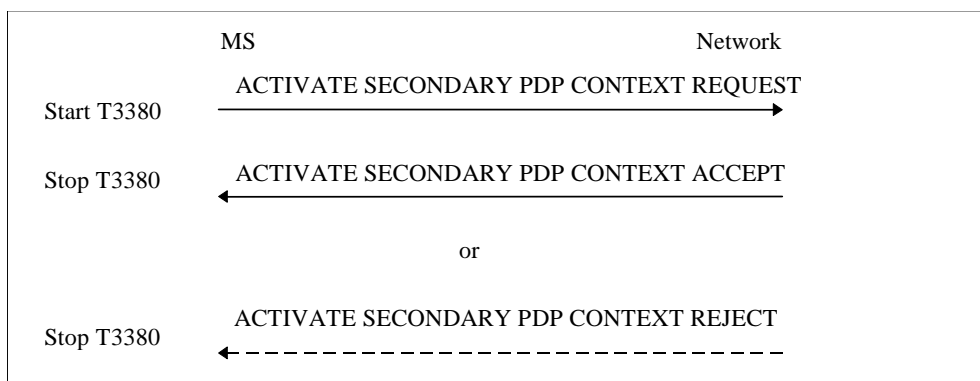 MS Network
ACTIVATE SECONDARY PDP CONTEXT REQUEST
Start T3380
ACTIVATE SECONDARY PDP CONTEXT ACCEPT
Stop T3380
or
ACTIVATE SECONDARY PDP CONTEXT REJECT
Stop T3380